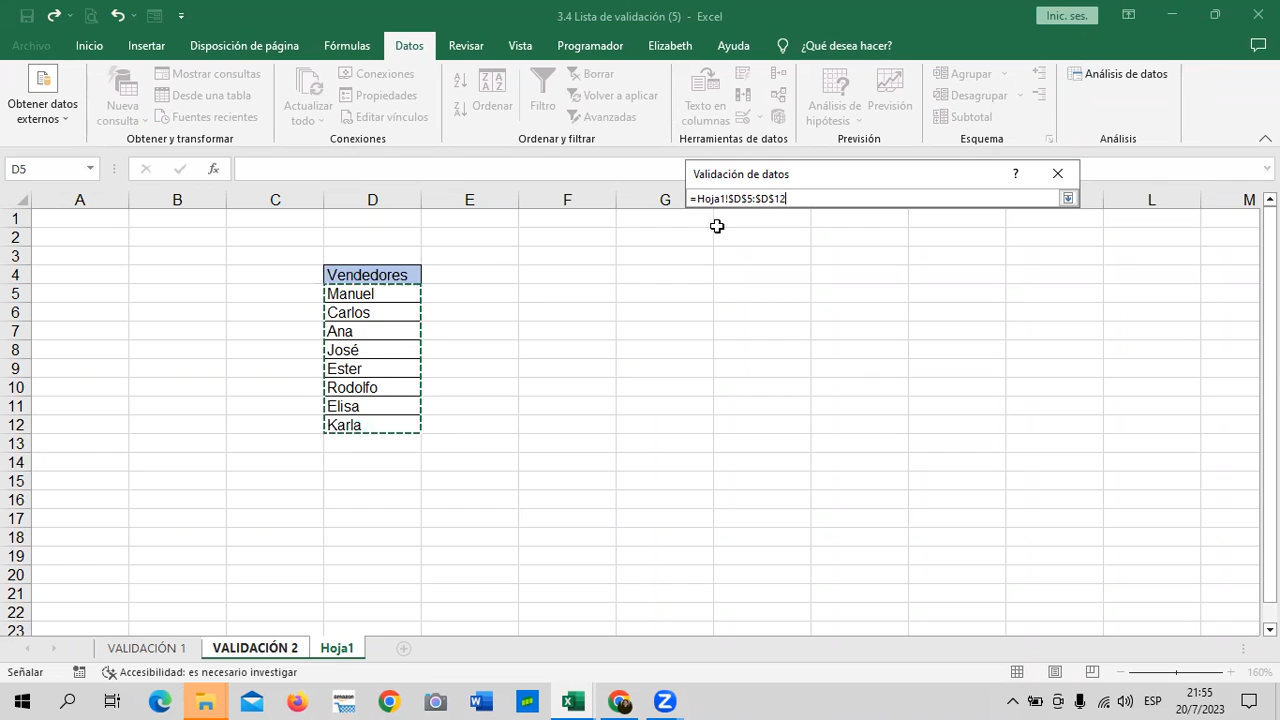 3.4 Lista de validación (5) - Excel
Inic. ses.
Archivo Inicio Insertar Disposición de página Fórmulas Datos Revisar Vista Programador Elizabeth Ayuda ¿Qué desea hacer?
Obtener datos externos
Nueva consulta
Mostrar consultas
Desde una tabla
Fuentes recientes
Obtener y transformar
Actualizar todo
Conexiones
Propiedades
Editar vínculos
Conexiones
Ordenar
Filtro
Borrar
Volver a aplicar
Avanzadas
Ordenar y filtrar
Texto en columnas
Herramientas de datos
Análisis de hipótesis
Previsión
Previsión
Agrupar
Desagrupar
Subtotal
Esquema
Análisis de datos
Análisis
D5
fx
Validación de datos
?
=Hoja1!$D$5:$D$12
A B C D E F G L M
1
2
3
4 Vendedores
5 Manuel
6 Carlos
7 Ana
8 José
9 Ester
10 Rodolfo
11 Elisa
12 Karla
13
14
15
16
17
18
19
20
21
22
23
VALIDACIÓN 1 VALIDACIÓN 2 Hoja1
Señalar
Accesibilidad: es necesario investigar
160%
ESP
21:55
20/7/2023